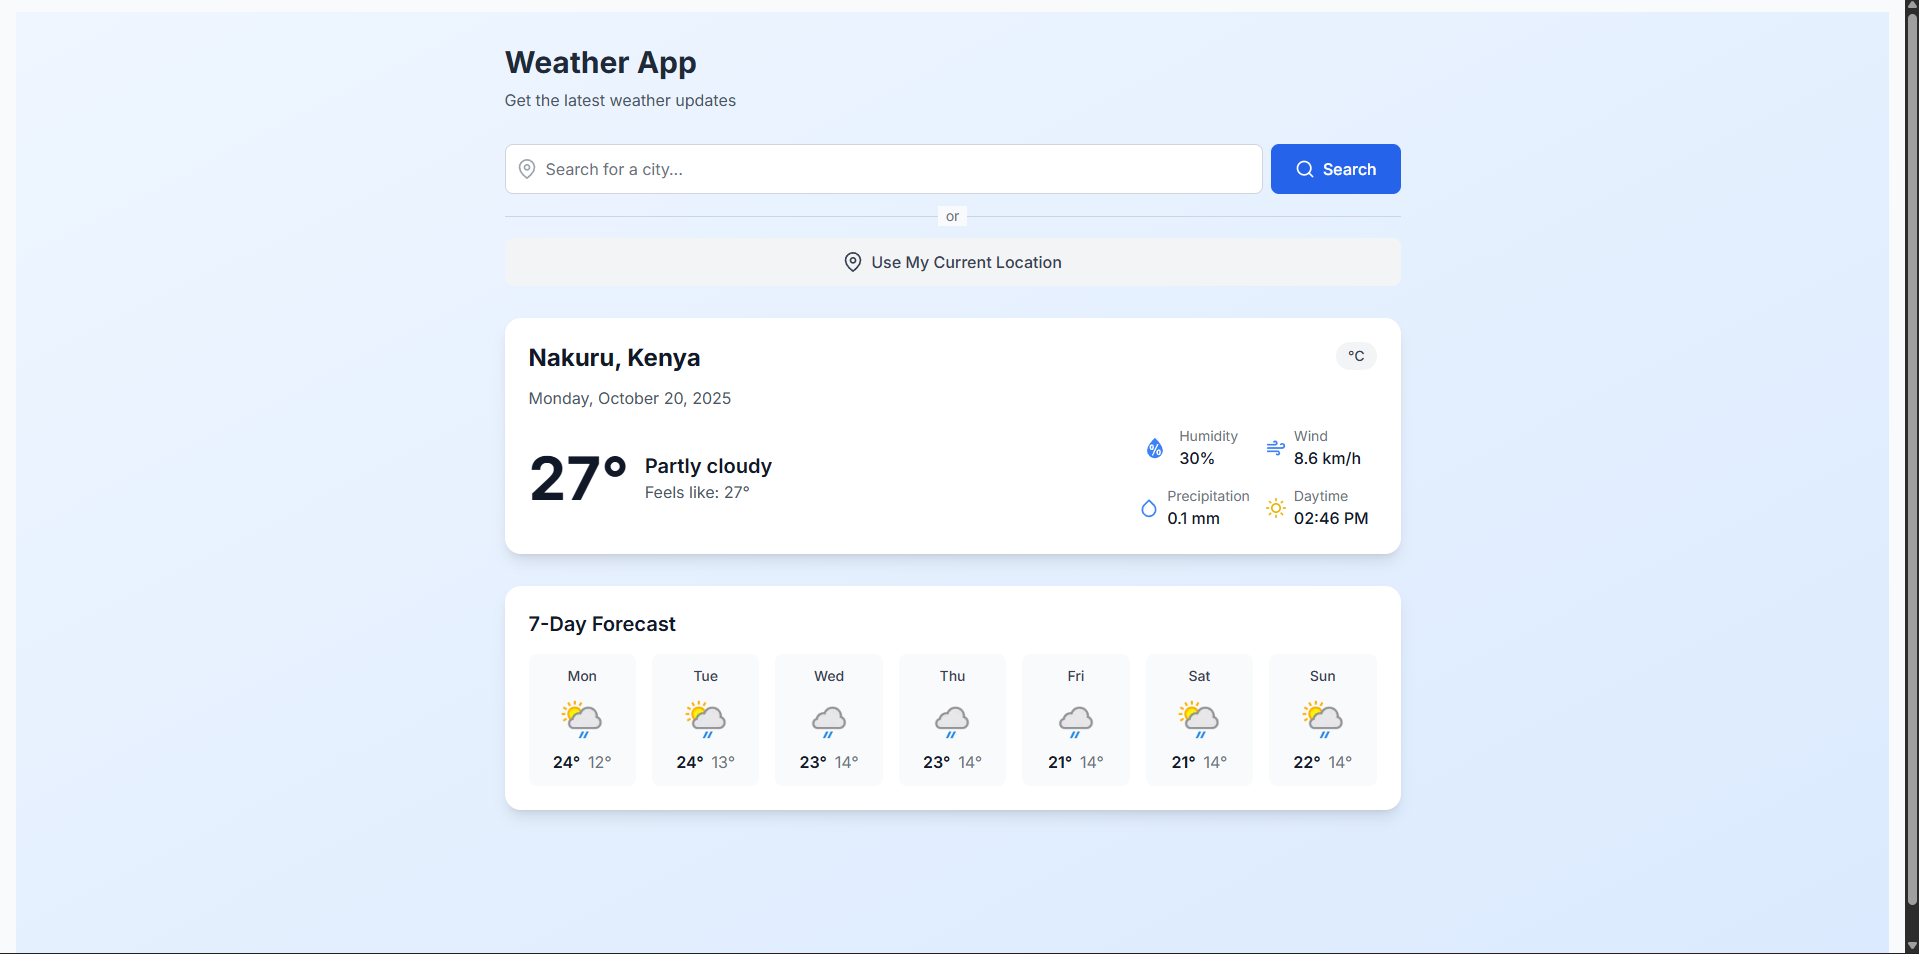 Weather App
Get the latest weather updates
Search for a city...
Search
or
Use My Current Location
Nakuru, Kenya
°C
Monday, October 20, 2025
27°
Partly cloudy
Feels like: 27°
%
Humidity
30%
Wind
8.6 km/h
Precipitation
0.1 mm
Daytime
02:46 PM
7-Day Forecast
Mon
24° 12°
Tue
24° 13°
Wed
23° 14°
Thu
23° 14°
Fri
21° 14°
Sat
21° 14°
Sun
22° 14°